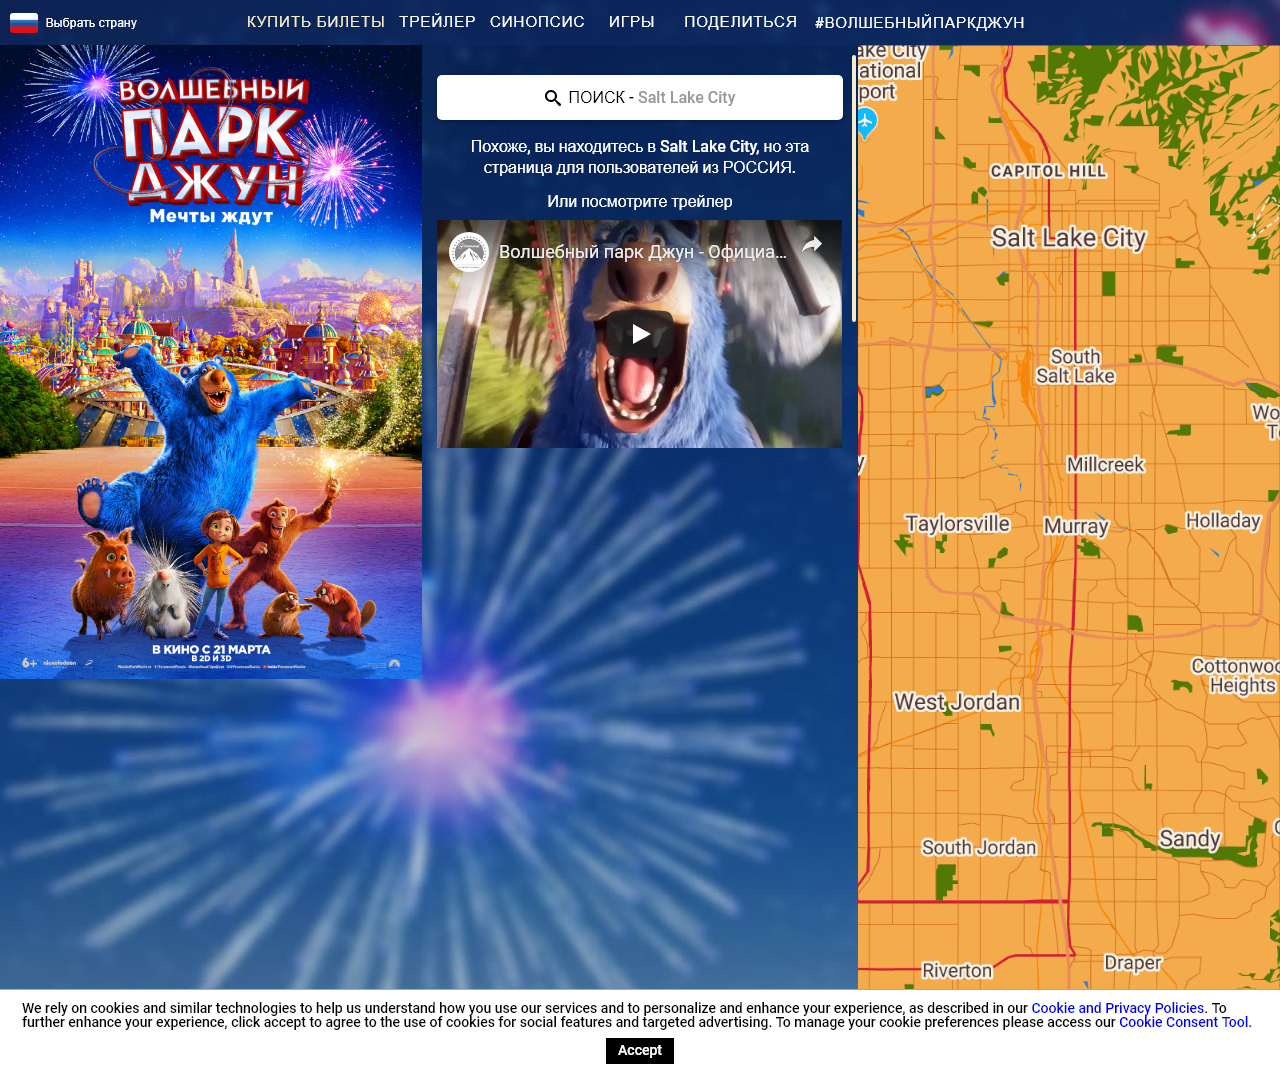 Выбрать страну
КУПИТЬ БИЛЕТЫ ТРЕЙЛЕР СИНОПСИС ИГРЫ ПОДЕЛИТЬСЯ #ВОЛШЕБНЫЙПАРКДЖУН
ВОЛШЕБНЫЙ
ПАРК
ДЖУН
Мечты ждут
В КИНО С 21 МАРТА
В 2D И 3D
6+ nickelodeon
ПОИСК - Salt Lake City
Похоже, вы находитесь в Salt Lake City, но эта
страница для пользователей из РОССИЯ.
Или посмотрите трейлер
Волшебный парк Джун - Официа...
ake City
ational
port
CAPITOL HILL
Salt Lake City
South
Salt Lake
Wo
Millcreek
Taylorsville
Murray
Holladay
Cottonwoo
Heights
West Jordan
South Jordan
Sandy
Riverton
Draper
We rely on cookies and similar technologies to help us understand how you use our services and to personalize and enhance your experience, as described in our Cookie and Privacy Policies. To
further enhance your experience, click accept to agree to the use of cookies for social features and targeted advertising. To manage your cookie preferences please access our Cookie Consent Tool.
Accept